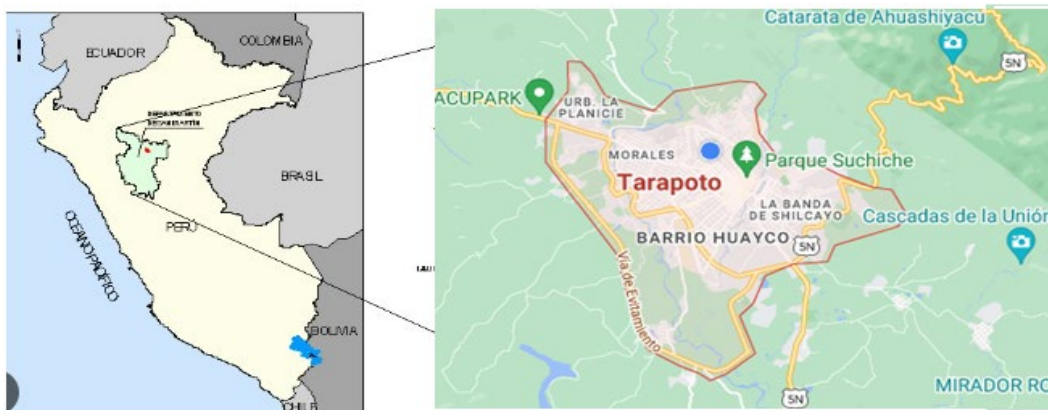 ECUADOR
COLOMBIA
BRASIL
PERÚ
OCEANO PACIFICO
BOLIVIA
CHILE
Catarata de Ahuashiyacu
5N
ACUPARK
URB. LA
PLANICIE
MORALES
Parque Suchiche
Tarapoto
LA BANDA
DE SHILCAYO
Cascadas de la Unión
BARRIO HUAYCO
5N
Vía de Evitamiento
MIRADOR RO
5N